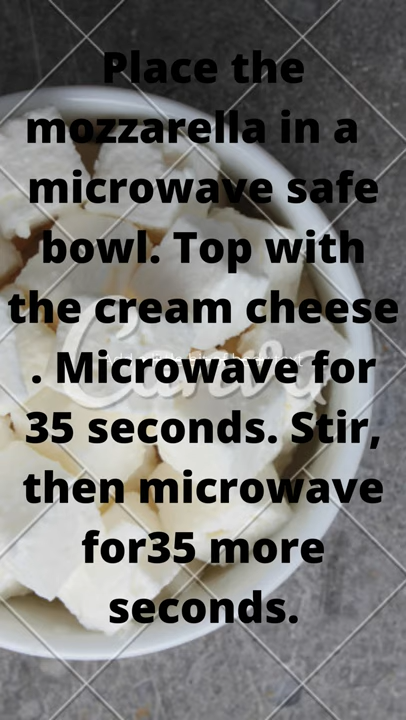 Place the
mozzarella in a
microwave safe
bowl. Top with
the cream cheese
. Microwave for
35 seconds. Stir,
then microwave
for35 more
seconds.
Canva